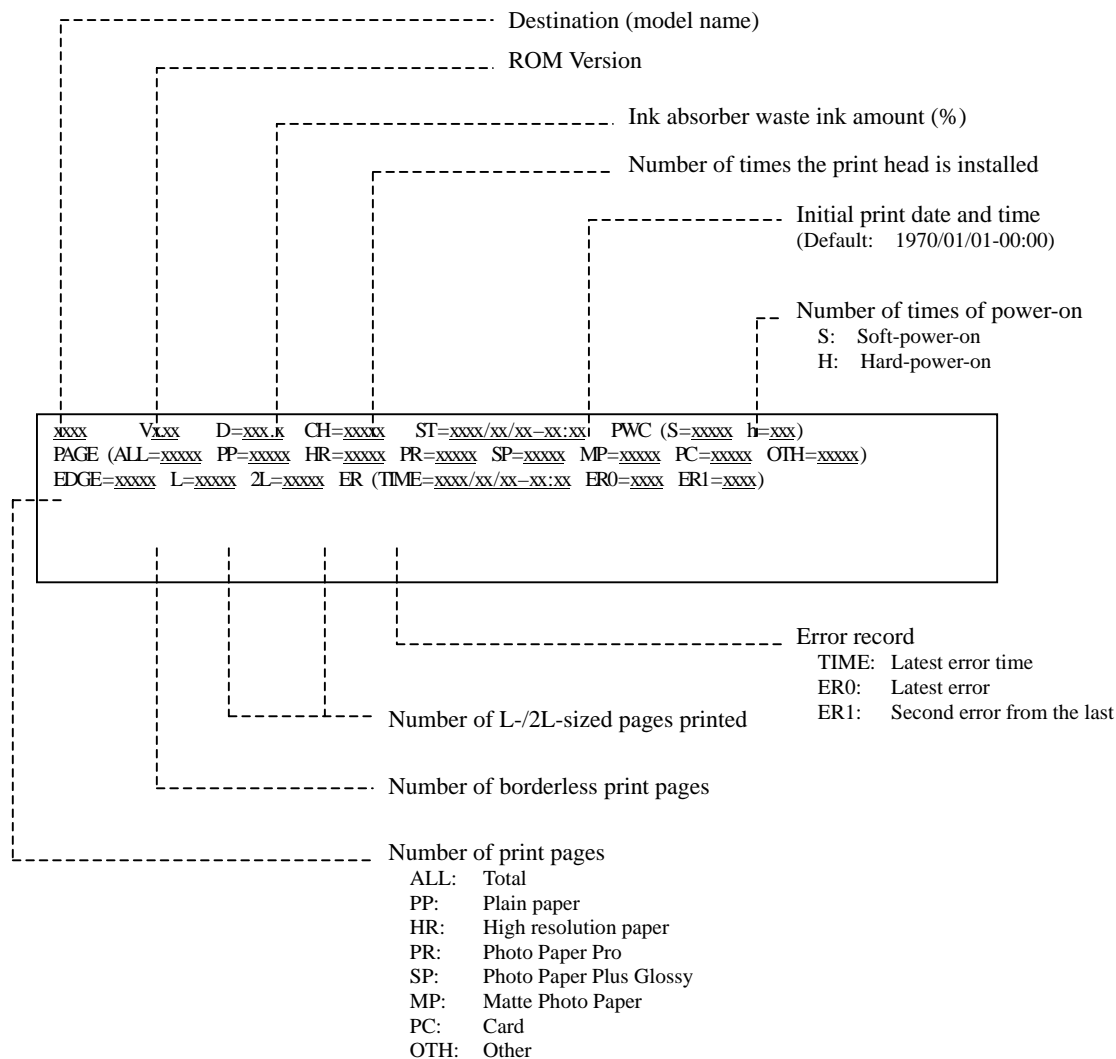 Destination (model name)
ROM Version
Ink absorber waste ink amount (%)
Number of times the print head is installed
Initial print date and time
(Default: 1970/01/01-00:00)
Number of times of power-on
S: Soft-power-on
H: Hard-power-on
xxxx Vx.xx D=xxx.x CH=xxxxx ST=xxxx/xx/xx–xx:xx PWC (S=xxxxx h=xxx)
PAGE (ALL=xxxxx PP=xxxxx HR=xxxxx PR=xxxxx SP=xxxxx MP=xxxxx PC=xxxxx OTH=xxxxx)
EDGE=xxxxx L=xxxxx 2L=xxxxx ER (TIME=xxxx/xx/xx–xx:xx ER0=xxxx ER1=xxxx)
Error record
TIME: Latest error time
ER0: Latest error
ER1: Second error from the last
Number of L-/2L-sized pages printed
Number of borderless print pages
Number of print pages
ALL: Total
PP: Plain paper
HR: High resolution paper
PR: Photo Paper Pro
SP: Photo Paper Plus Glossy
MP: Matte Photo Paper
PC: Card
OTH: Other